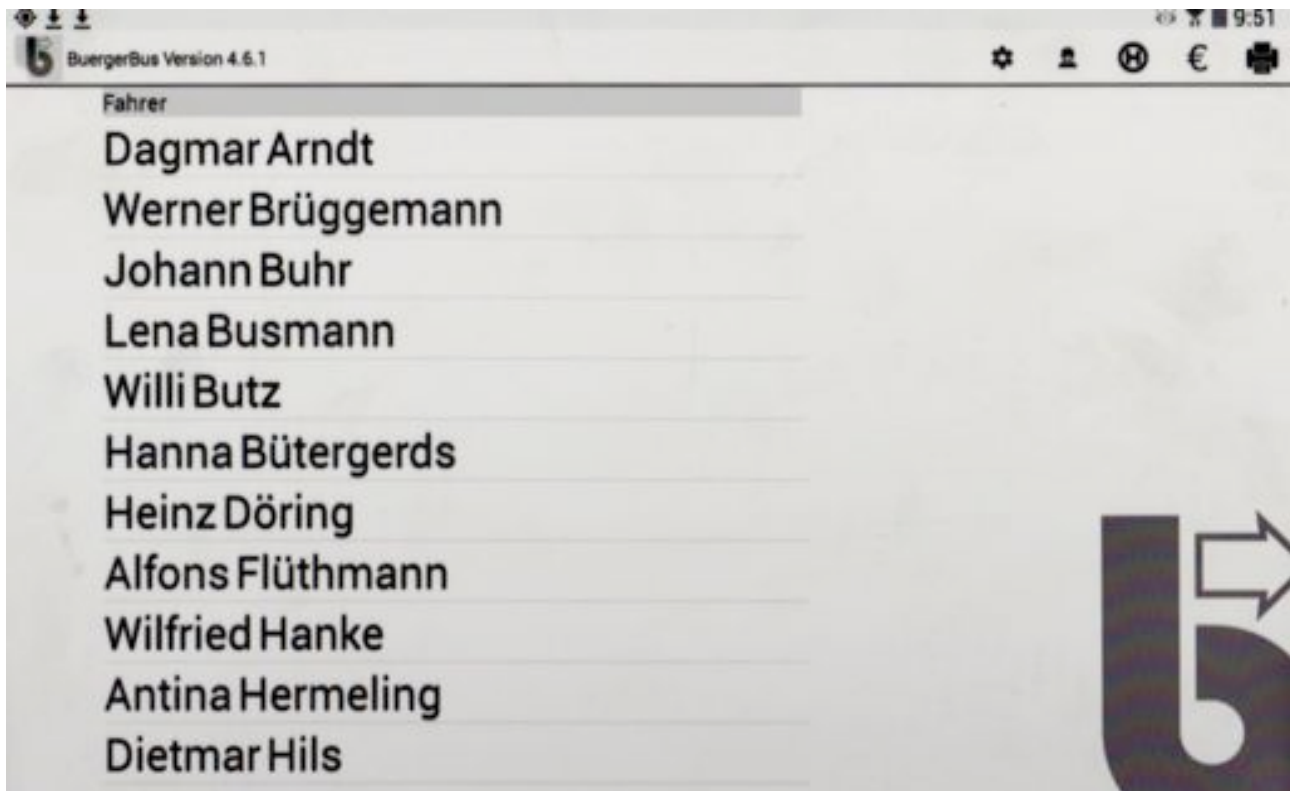 9:51
BuergerBus Version 4.6.1
€
Fahrer
Dagmar Arndt
Werner Brüggemann
Johann Buhr
Lena Busmann
Willi Butz
Hanna Bütergerds
Heinz Döring
Alfons Flüthmann
Wilfried Hanke
Antina Hermeling
Dietmar Hils